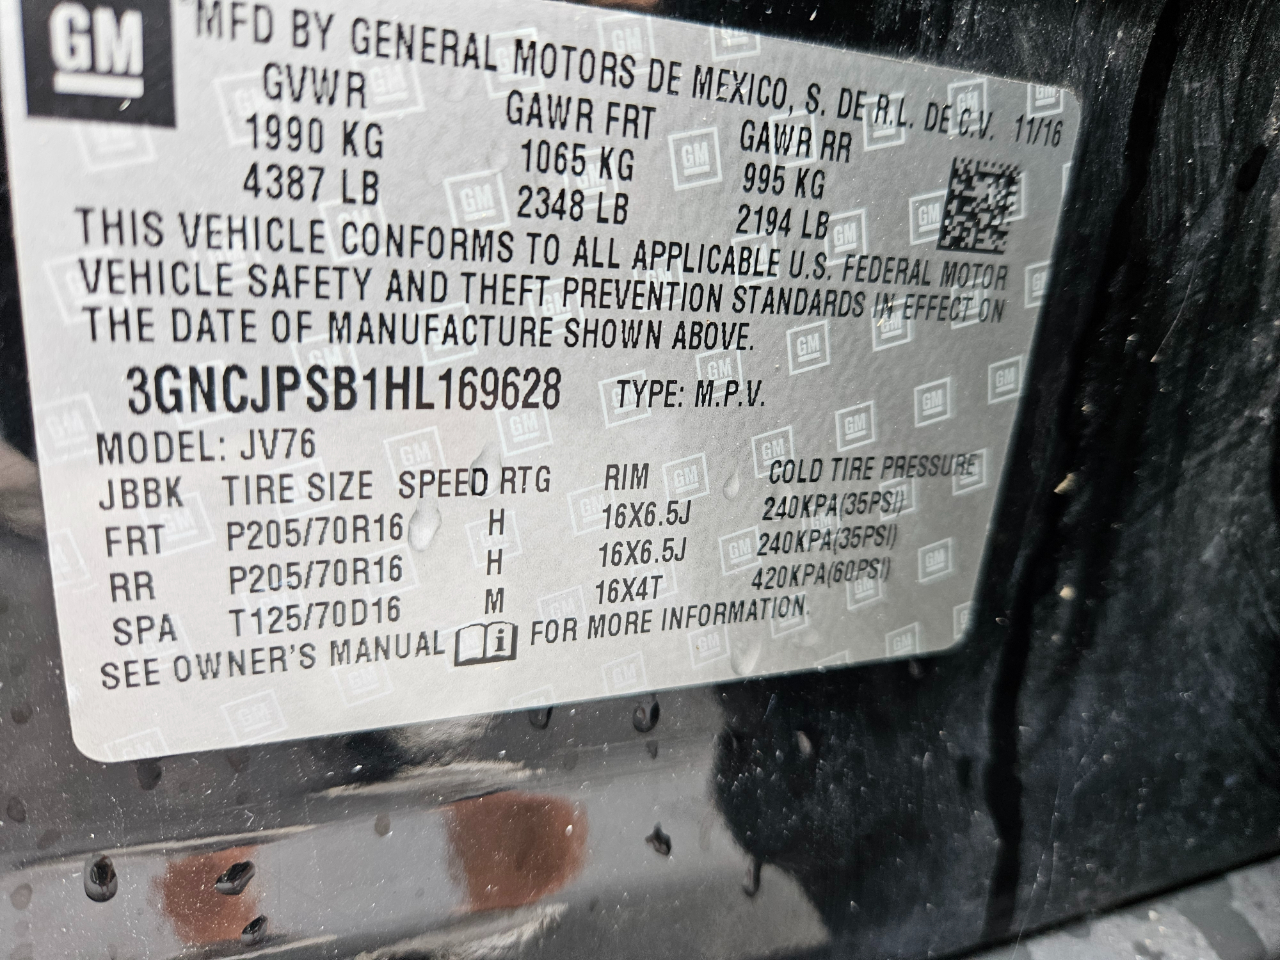 GM
MFD BY GENERAL MOTORS DE MEXICO, S. DE R.L. DE C.V. 11/16
GVWR GAWR FRT GAWR RR
1990 KG 1065 KG 995 KG
4387 LB 2348 LB 2194 LB
THIS VEHICLE CONFORMS TO ALL APPLICABLE U.S. FEDERAL MOTOR
VEHICLE SAFETY AND THEFT PREVENTION STANDARDS IN EFFECT ON
THE DATE OF MANUFACTURE SHOWN ABOVE.
3GNCJPSB1HL169628 TYPE: M.P.V.
MODEL: JV76
JBBK TIRE SIZE SPEED RTG RIM COLD TIRE PRESSURE
FRT P205/70R16 H 16X6.5J 240KPA(35PSI)
RR P205/70R16 H 16X6.5J 240KPA(35PSI)
SPA T125/70D16 M 16X4T 420KPA(60PSI)
SEE OWNER'S MANUAL i FOR MORE INFORMATION.